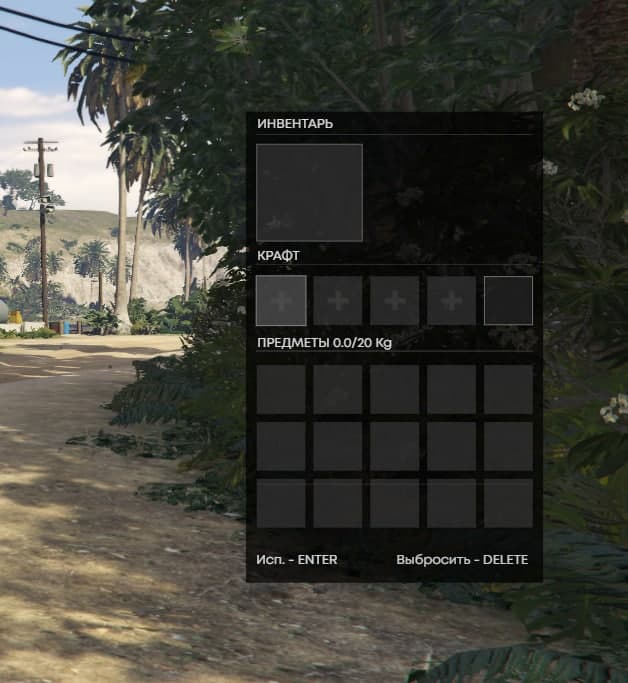 ИНВЕНТАРЬ
КРАФТ
ПРЕДМЕТЫ 0.0/20 Kg
Исп. - ENTER
Выбросить - DELETE